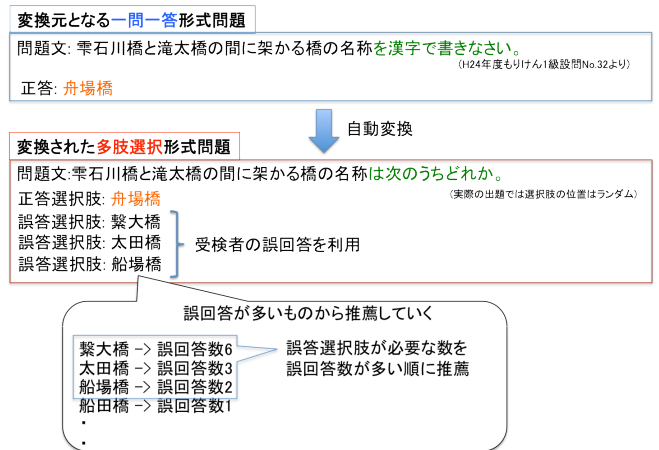 変換元となる一問一答形式問題
問題文: 雫石川橋と滝太橋の間に架かる橋の名称を漢字で書きなさい。
(H24年度もりけん1級設問No.32より)
正答: 舟場橋
自動変換
変換された多肢選択形式問題
問題文:雫石川橋と滝太橋の間に架かる橋の名称は次のうちどれか。
正答選択肢: 舟場橋
(実際の出題では選択肢の位置はランダム)
誤答選択肢: 繋大橋
誤答選択肢: 太田橋
誤答選択肢: 船場橋
受検者の誤回答を利用
誤回答が多いものから推薦していく
繋大橋 -> 誤回答数6
太田橋 -> 誤回答数3
船場橋 -> 誤回答数2
船田橋 -> 誤回答数1
・
・
誤答選択肢が必要な数を
誤回答数が多い順に推薦